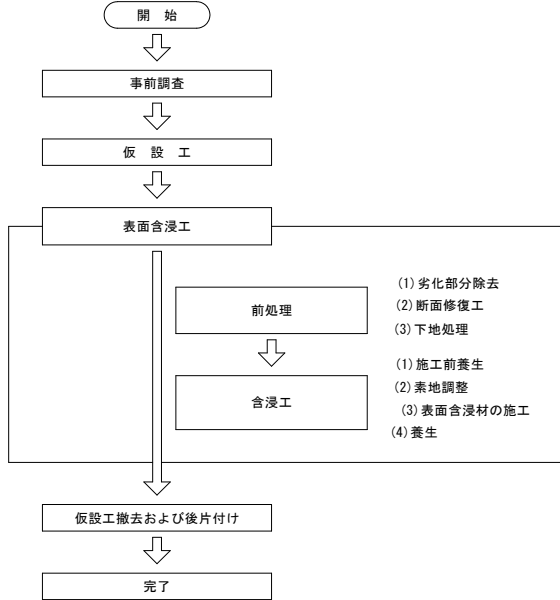 開　始
事前調査
仮　設　工
表面含浸工
前処理
(1)劣化部分除去
(2)断面修復工
(3)下地処理
含浸工
(1)施工前養生
(2)素地調整
(3)表面含浸材の施工
(4)養生
仮設工撤去および後片付け
完了